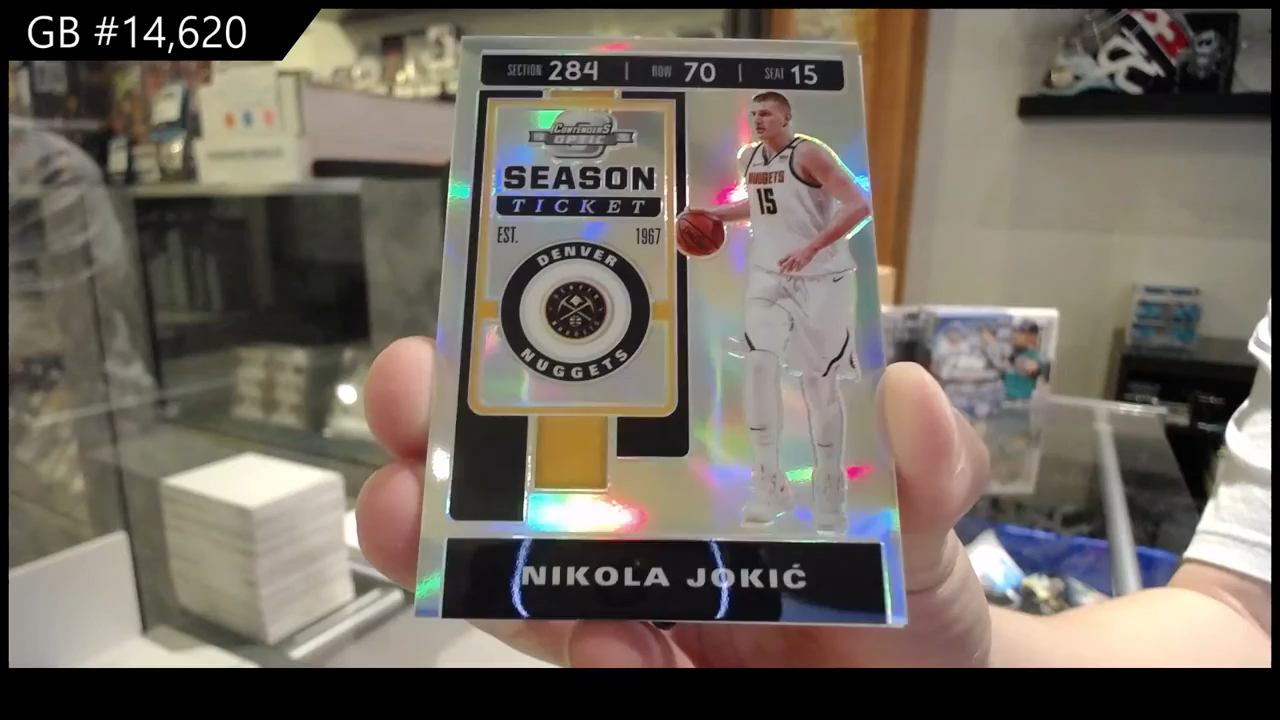 GB #14,620
SECTION 284 | ROW 70 | SEAT 15
CONTENDERS
OPTIC
SEASON
TICKET
EST. 1967
DENVER
NUGGETS
NUGGETS
15
NIKOLA JOKIĆ